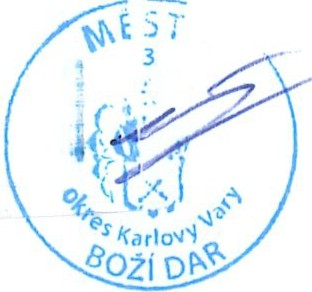 MĚST
3
okres Karlovy Vary
BOŽÍ DAR